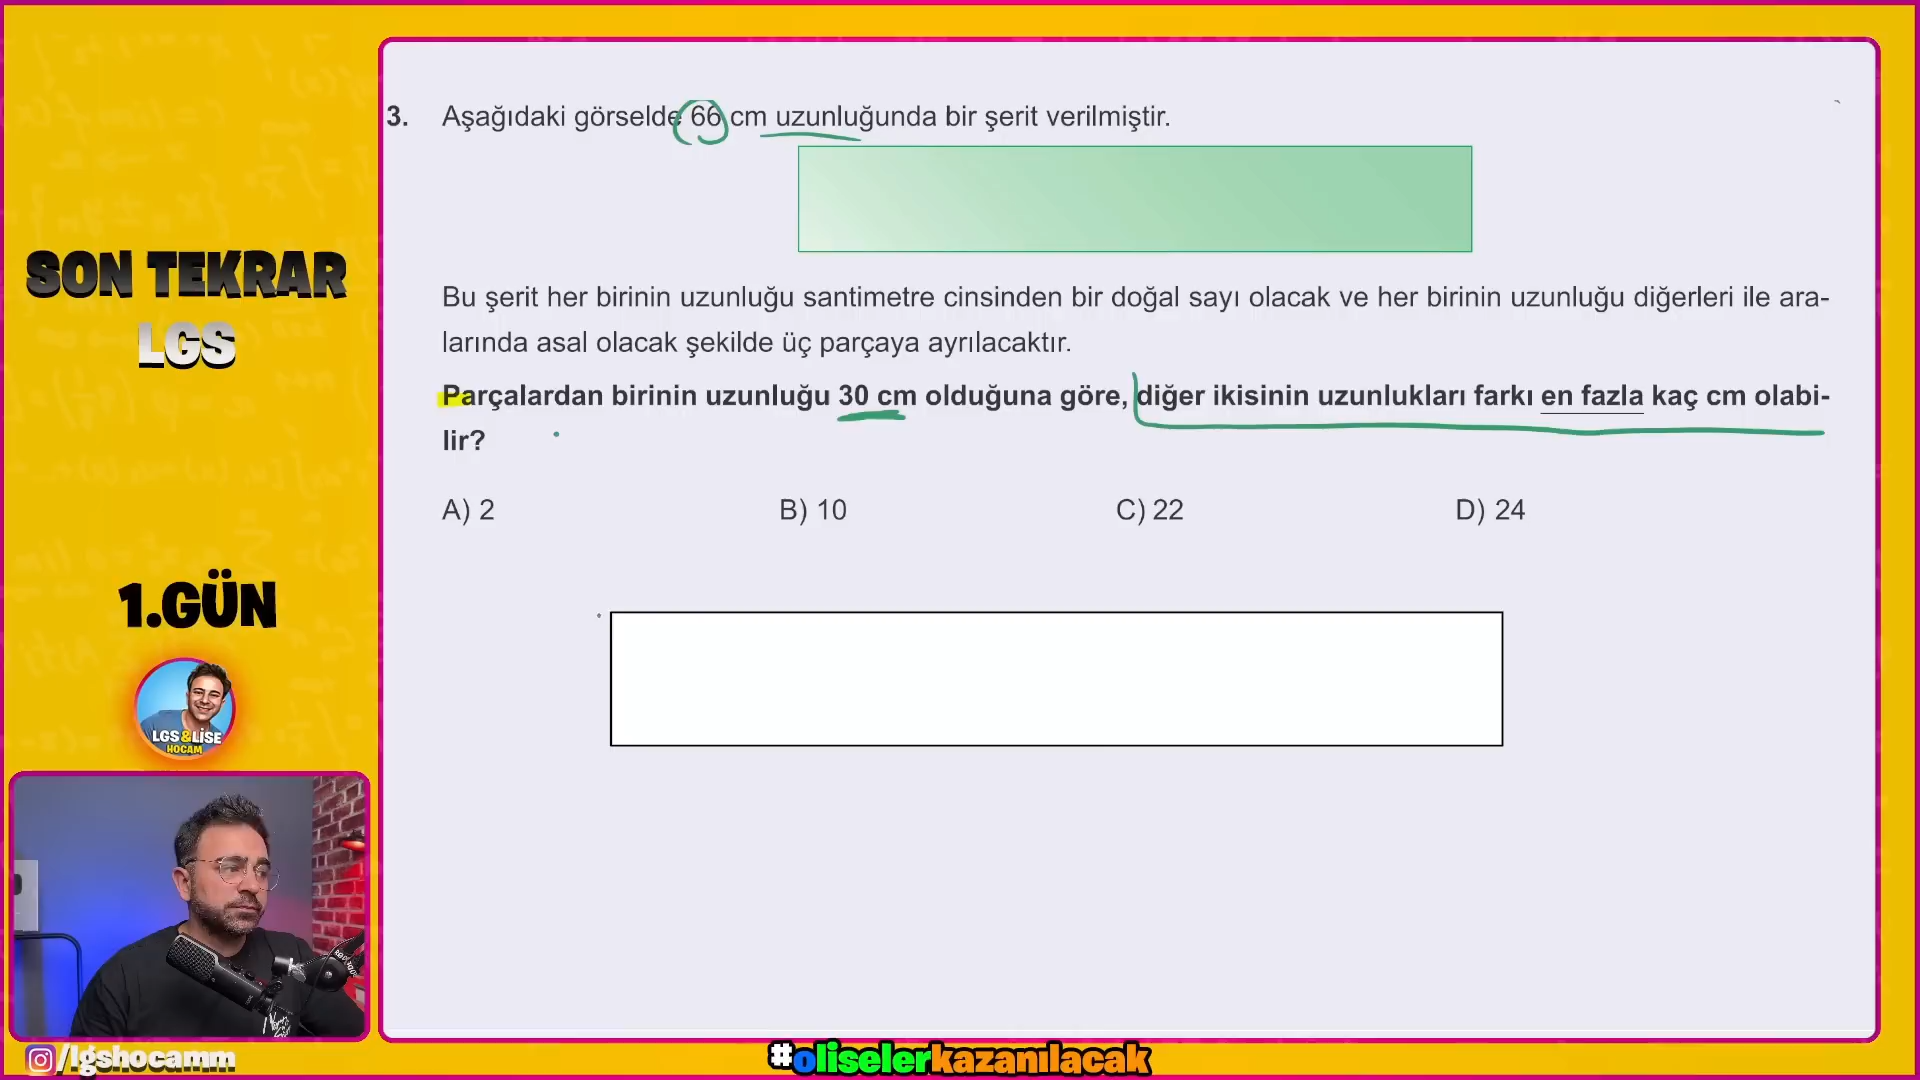 3. Aşağıdaki görselde 66 cm uzunluğunda bir şerit verilmiştir.
Bu şerit her birinin uzunluğu santimetre cinsinden bir doğal sayı olacak ve her birinin uzunluğu diğerleri ile ara-
larında asal olacak şekilde üç parçaya ayrılacaktır.
Parçalardan birinin uzunluğu 30 cm olduğuna göre, diğer ikisinin uzunlukları farkı en fazla kaç cm olabi-
lir?
A) 2 B) 10 C) 22 D) 24
SON TEKRAR
LGS
1.GÜN
LGS&LİSE
HOCAM
/lgshocamm
#oliselerkazanılacak